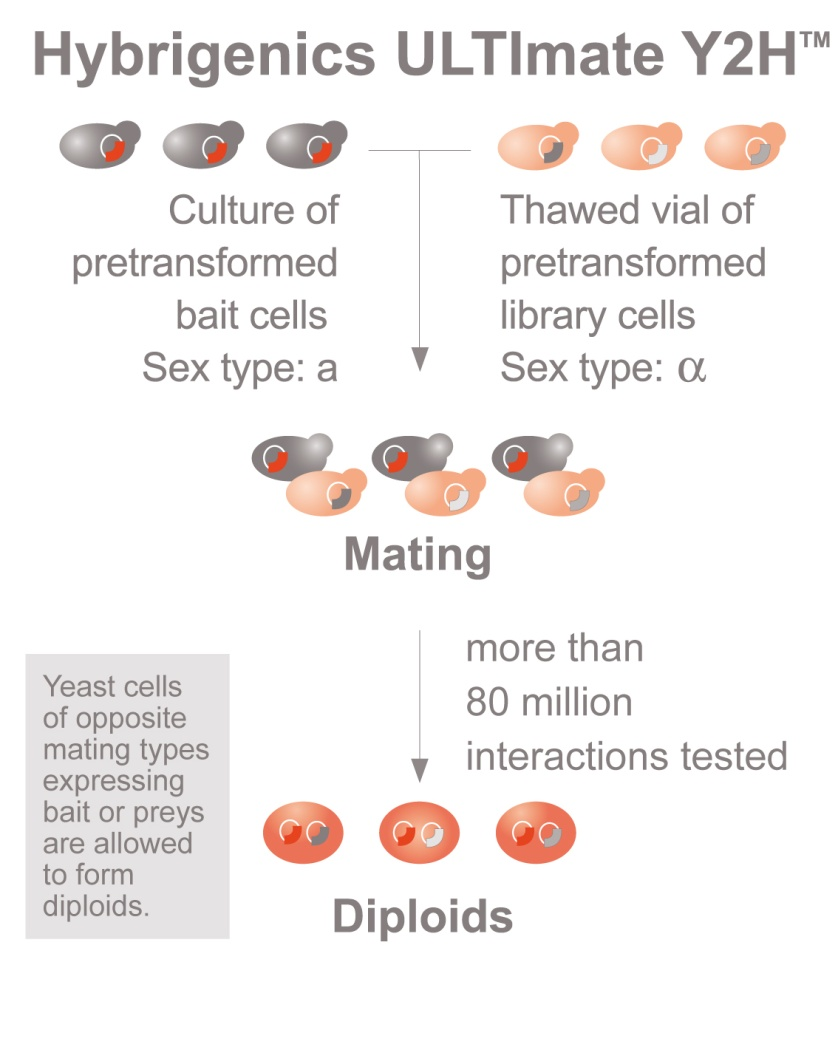 Hybrigenics ULTImate Y2H™
Culture of
pretransformed
bait cells
Sex type: a
Thawed vial of
pretransformed
library cells
Sex type: α
Mating
more than
80 million
interactions tested
Yeast cells
of opposite
mating types
expressing
bait or preys
are allowed
to form
diploids.
Diploids